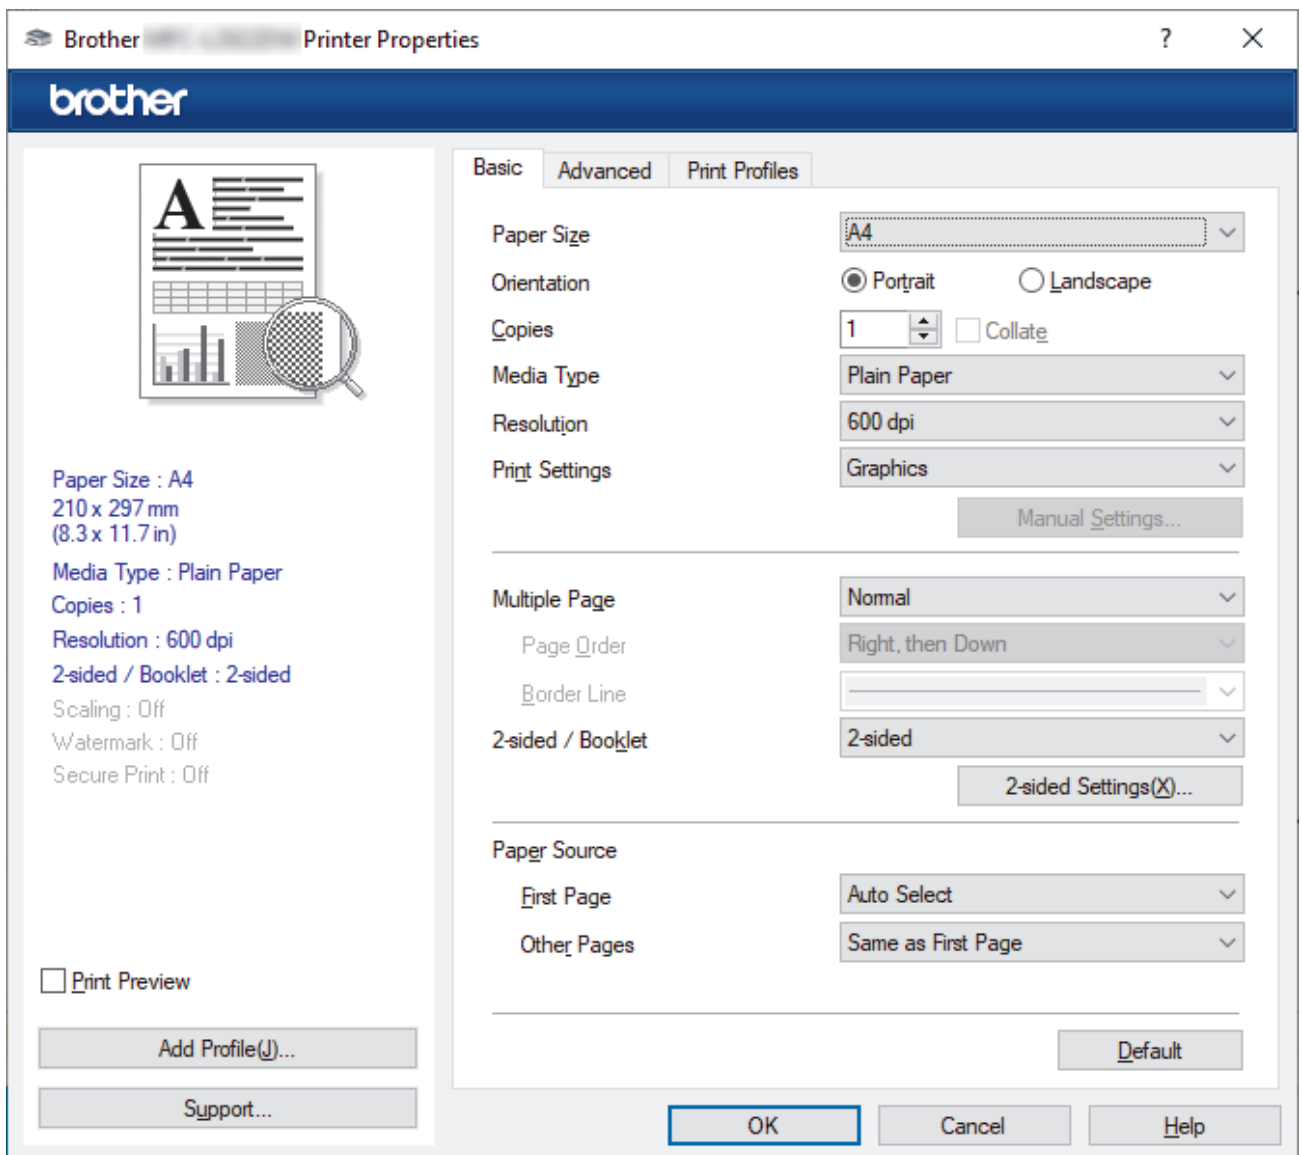 Brother Printer Properties ?
brother
Basic Advanced Print Profiles
A
Paper Size : A4
210 x 297 mm
(8.3 x 11.7 in)
Media Type : Plain Paper
Copies : 1
Resolution : 600 dpi
2-sided / Booklet : 2-sided
Scaling : Off
Watermark : Off
Secure Print : Off
Print Preview
Add Profile(J)...
Support...
Paper Size A4
Orientation Portrait Landscape
Copies 1 Collate
Media Type Plain Paper
Resolution 600 dpi
Print Settings Graphics
Manual Settings...
Multiple Page Normal
Page Order Right, then Down
Border Line
2-sided / Booklet 2-sided
2-sided Settings(X)...
Paper Source
First Page Auto Select
Other Pages Same as First Page
Default
OK Cancel Help